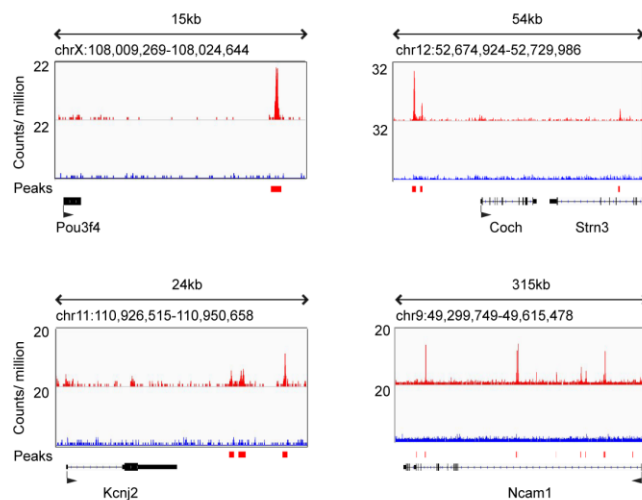 15kb
chrX:108,009,269-108,024,644
22
22
Counts/ million
Peaks
Pou3f4
54kb
chr12:52,674,924-52,729,986
32
32
Coch
Strn3
24kb
chr11:110,926,515-110,950,658
20
20
Counts/ million
Peaks
Kcnj2
315kb
chr9:49,299,749-49,615,478
20
20
Ncam1